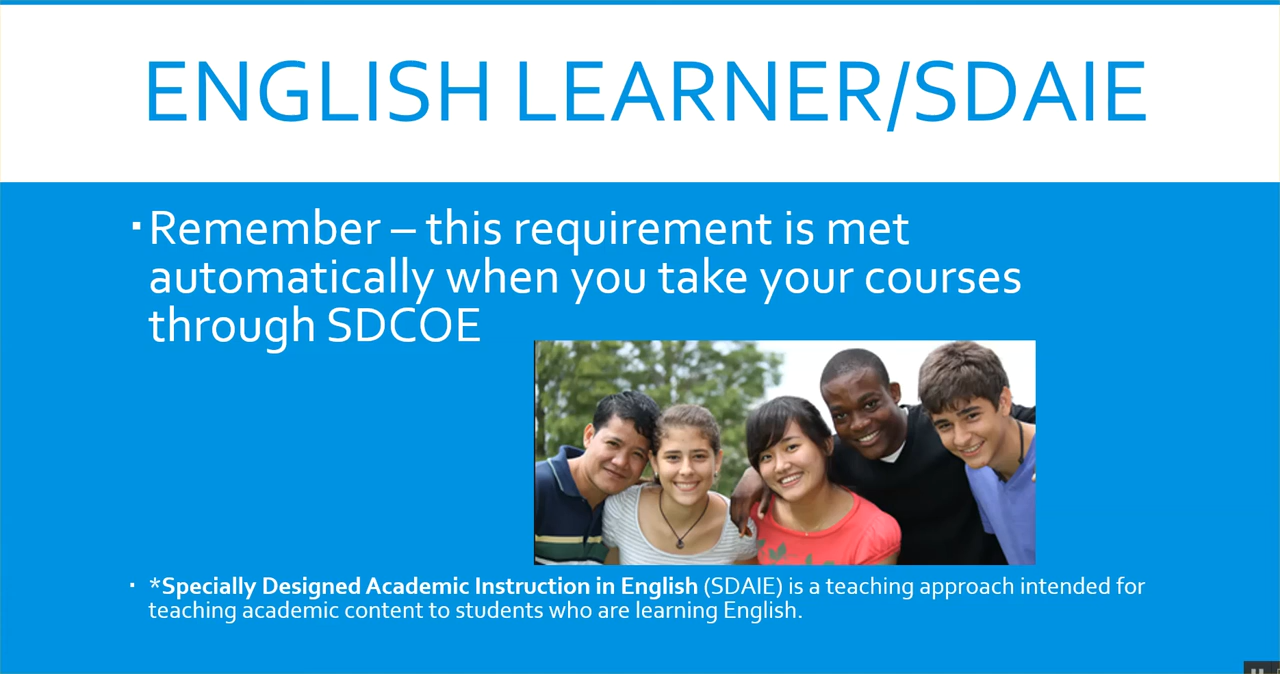 ENGLISH LEARNER/SDAIE
▪ Remember – this requirement is met
automatically when you take your courses
through SDCOE
▪ *Specially Designed Academic Instruction in English (SDAIE) is a teaching approach intended for
teaching academic content to students who are learning English.